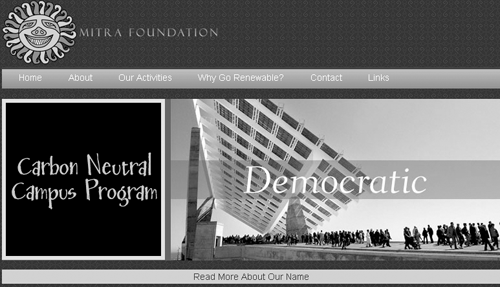 MITRA FOUNDATION
Home About Our Activities Why Go Renewable? Contact Links
Carbon Neutral
Campus Program
Democratic
Read More About Our Name